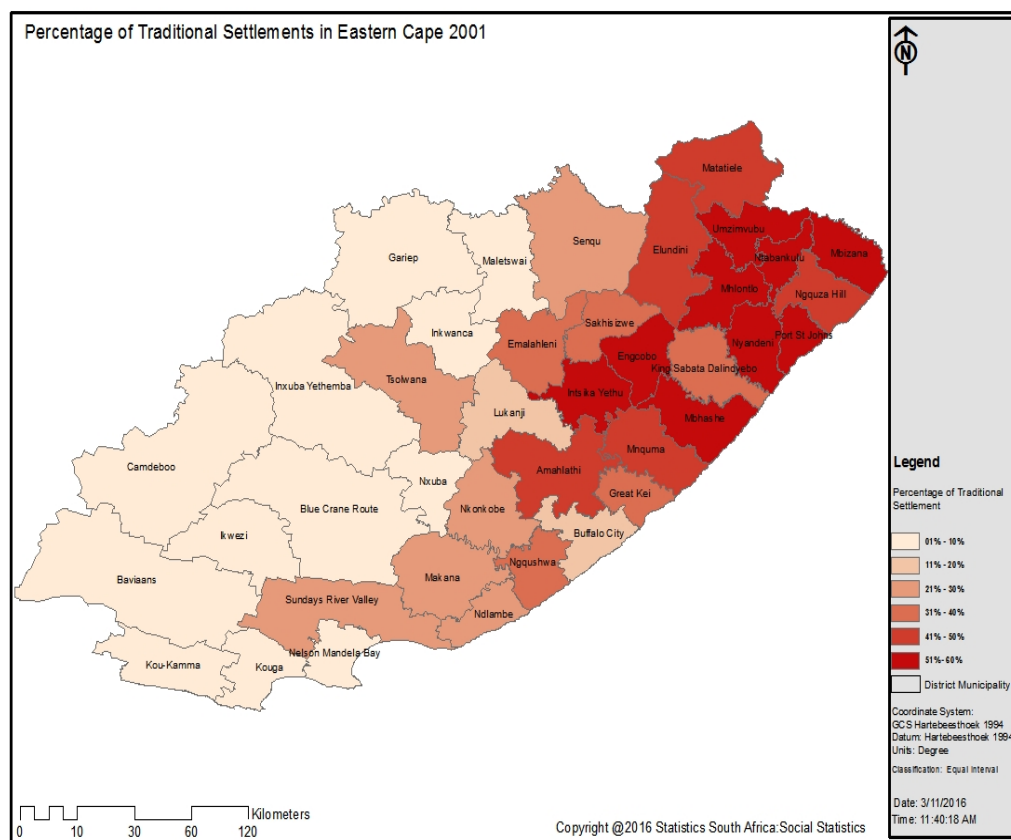 Percentage of Traditional Settlements in Eastern Cape 2001
N
Matatiele
Umzimvubu
Senqu
Elundini
Ntabankulu
Mbizana
Gariep
Maletswai
Mhlontlo
Ngquza Hill
Sakhisizwe
Inkwanca
Port St Johns
Emalahleni
Nyandeni
Engcobo
King Sabata Dalindyebo
Tsolwana
Inxuba Yethemba
Intsika Yethu
Lukanji
Mbhashe
Mnquma
Camdeboo
Amahlathi
Nxuba
Great Kei
Blue Crane Route
Nkonkobe
Ikwezi
Buffalo City
Ngqushwa
Baviaans
Makana
Sundays River Valley
Ndlambe
Nelson Mandela Bay
Kou-Kamma
Kouga
Legend
Percentage of Traditional
Settlement
01% - 10%
11% - 20%
21% - 30%
31% - 40%
41% - 50%
51% - 60%
District Municipality
Coordinate System:
GCS Hartebeesthoek 1994
Datum: Hartebeesthoek 1994
Units: Degree
Classification: Equal Interval
Date: 3/11/2016
Time: 11:40:18 AM
Kilometers
0 10 30 60 120
Copyright @2016 Statistics South Africa:Social Statistics